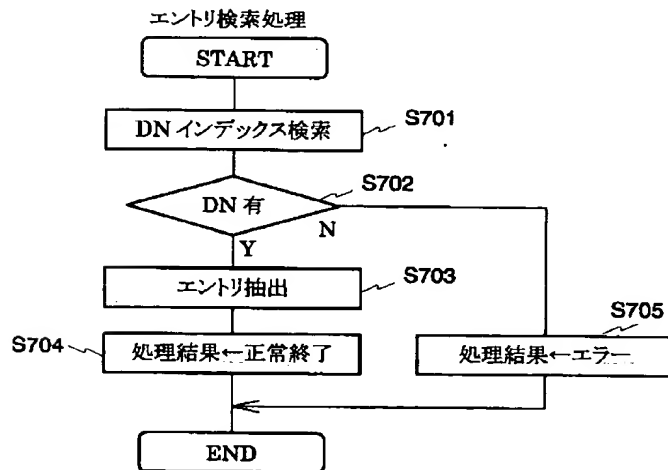 エントリ検索処理
START
DN インデックス検索
S701
DN 有
S702
N
Y
エントリ抽出
S703
S704
処理結果←正常終了
S705
処理結果←エラー
END